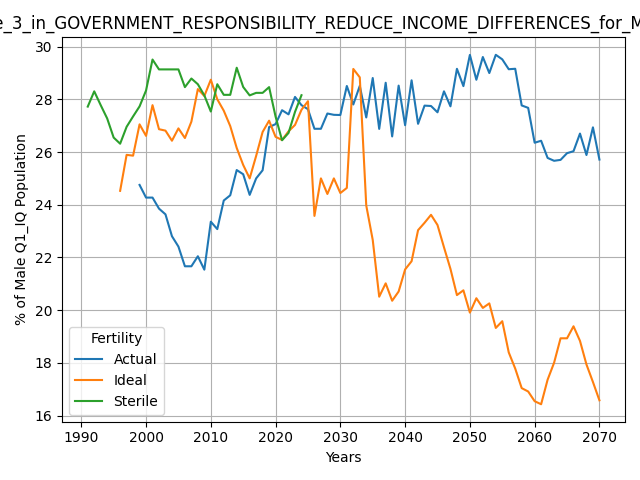 e_3_in_GOVERNMENT_RESPONSIBILITY_REDUCE_INCOME_DIFFERENCES_for_M
% of Male Q1_IQ Population
30
28
26
24
22
20
18
16
Fertility
Actual
Ideal
Sterile
1990 2000 2010 2020 2030 2040 2050 2060 2070
Years